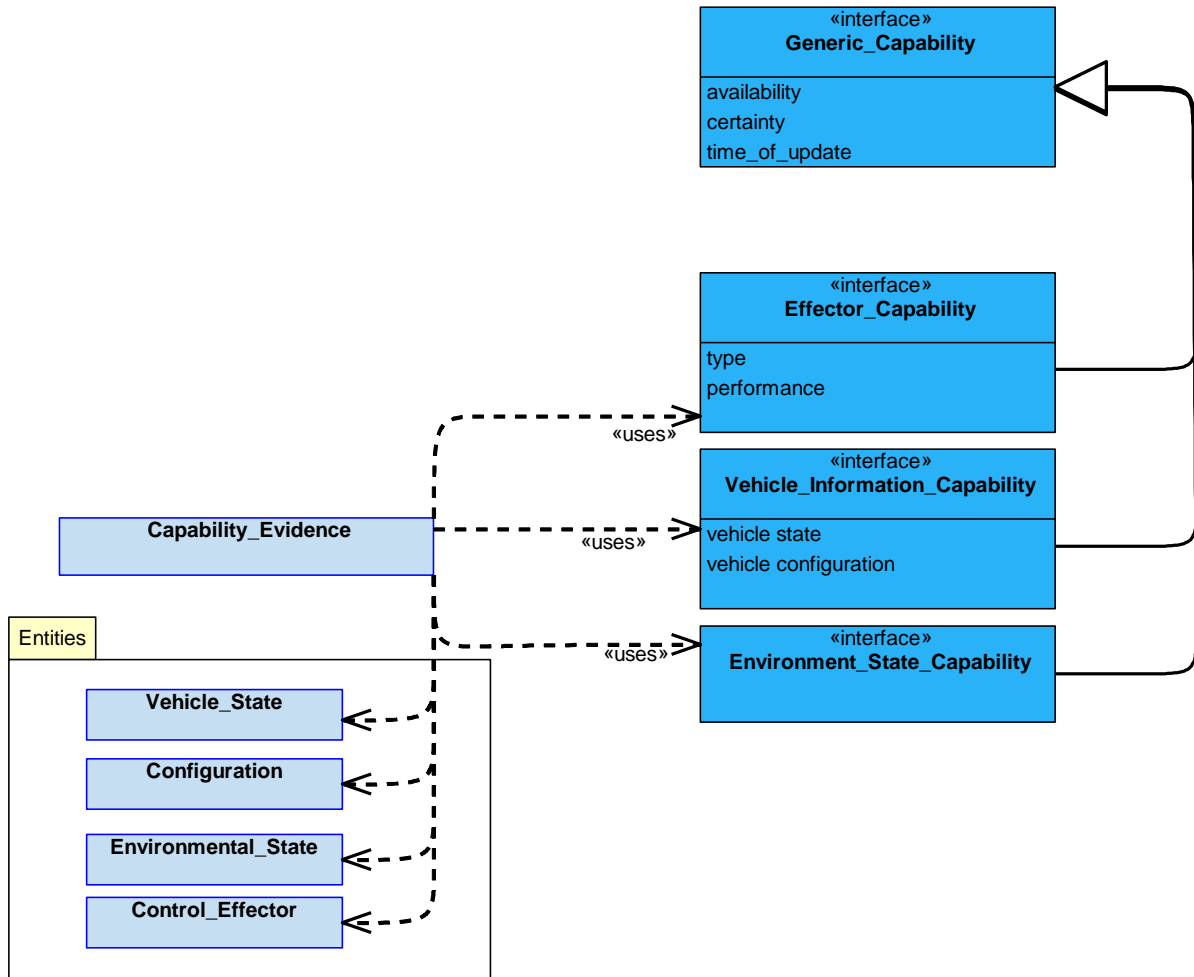 «interface»
Generic_Capability
availability
certainty
time_of_update
«interface»
Effector_Capability
type
performance
«uses»
«interface»
Vehicle_Information_Capability
vehicle state
vehicle configuration
«uses»
Capability_Evidence
«interface»
Environment_State_Capability
«uses»
Entities
Vehicle_State
Configuration
Environmental_State
Control_Effector